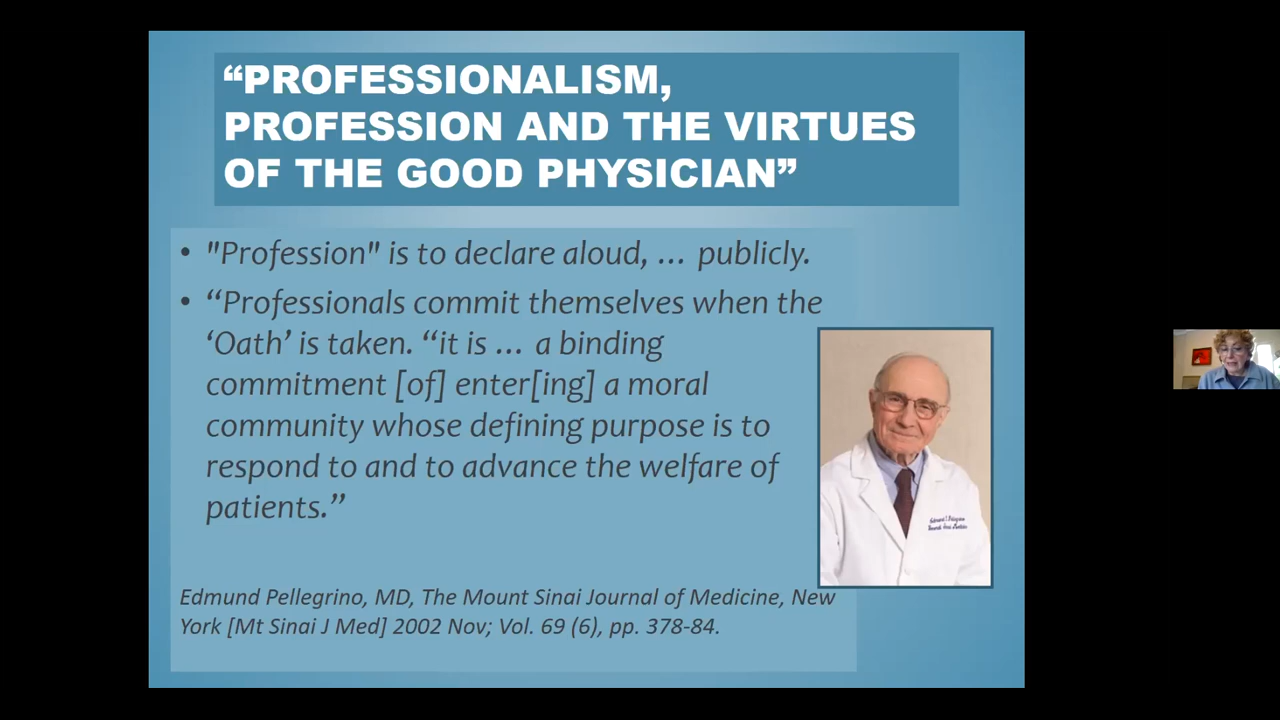 “PROFESSIONALISM,
PROFESSION AND THE VIRTUES
OF THE GOOD PHYSICIAN”
• "Profession" is to declare aloud, … publicly.
• “Professionals commit themselves when the
‘Oath’ is taken. “it is … a binding
commitment [of] enter[ing] a moral
community whose defining purpose is to
respond to and to advance the welfare of
patients.”
Edmund Pellegrino, MD, The Mount Sinai Journal of Medicine, New
York [Mt Sinai J Med] 2002 Nov; Vol. 69 (6), pp. 378-84.